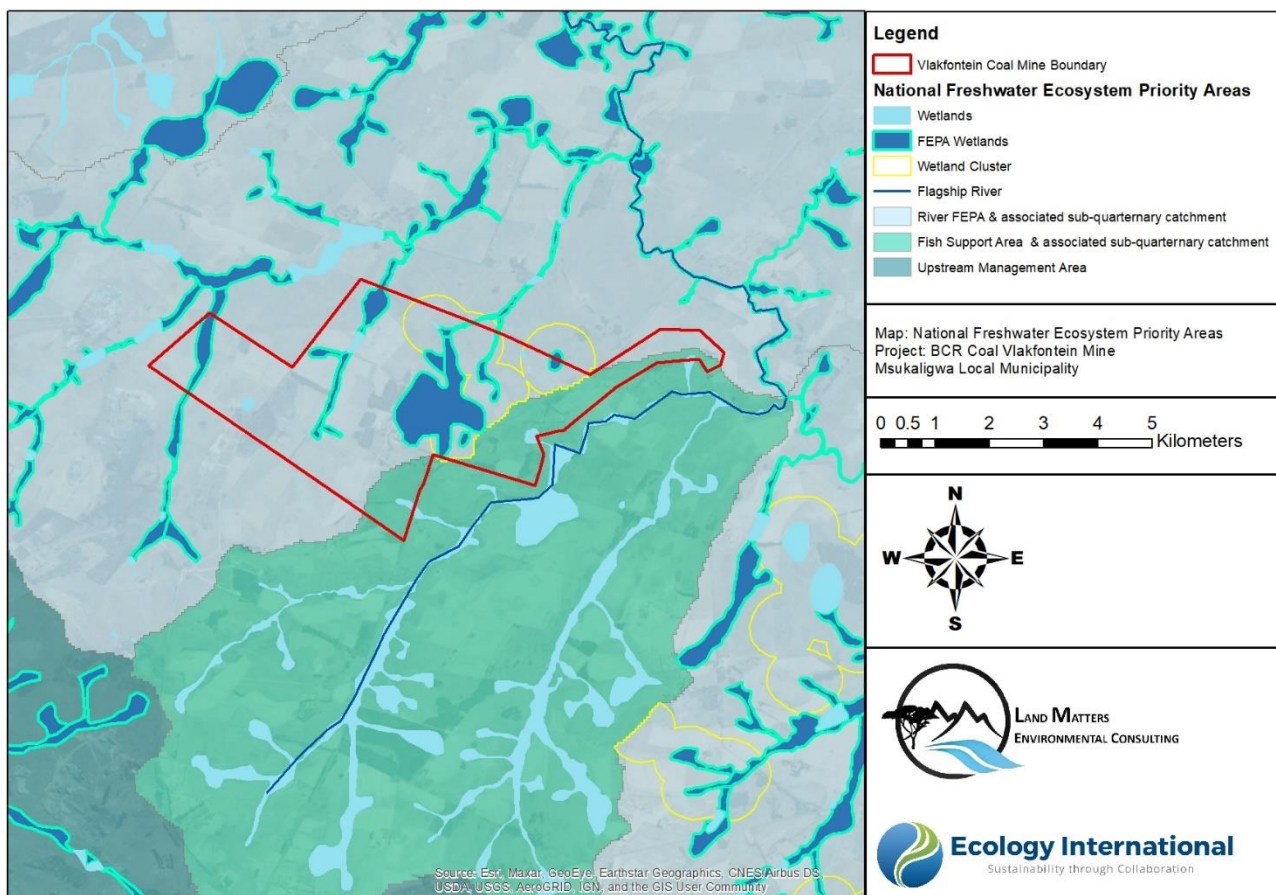 Legend
Vlakfontein Coal Mine Boundary
National Freshwater Ecosystem Priority Areas
Wetlands
FEPA Wetlands
Wetland Cluster
Flagship River
River FEPA & associated sub-quaternary catchment
Fish Support Area & associated sub-quaternary catchment
Upstream Management Area
Map: National Freshwater Ecosystem Priority Areas
Project: BCR Coal Vlakfontein Mine
Msukaligwa Local Municipality
0 0.5 1 2 3 4 5
Kilometers
N
W E
S
LAND MATTERS
ENVIRONMENTAL CONSULTING
Ecology International
Sustainability through Collaboration
Source: Esri, Maxar, GeoEye, Earthstar Geographics, CNES/Airbus DS,
USDA, USGS, AeroGRID, IGN, and the GIS User Community